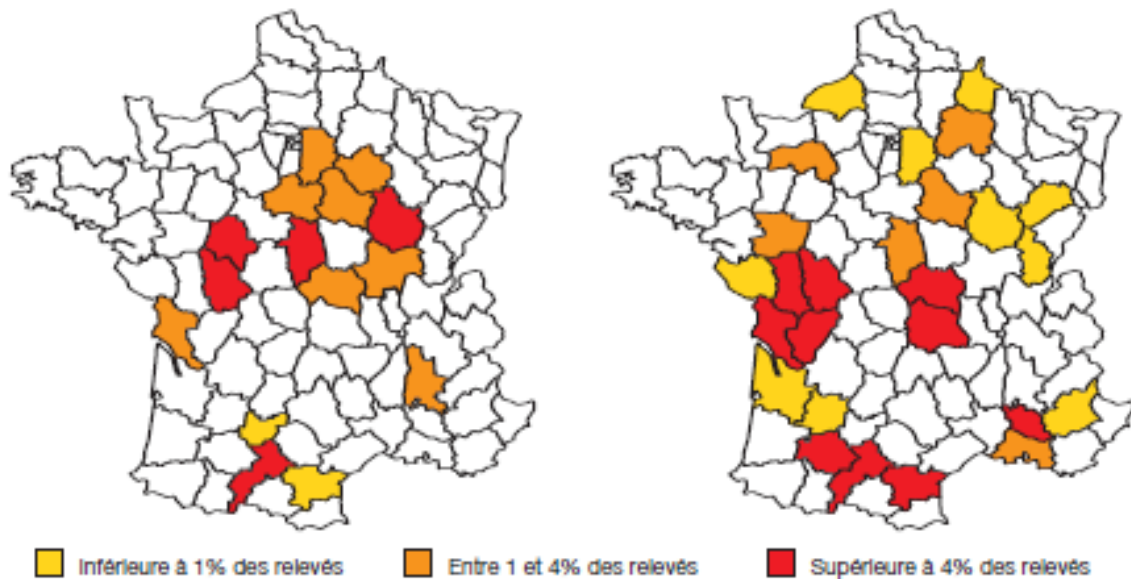 Inférieure à 1% des relevés
Entre 1 et 4% des relevés
Supérieure à 4% des relevés